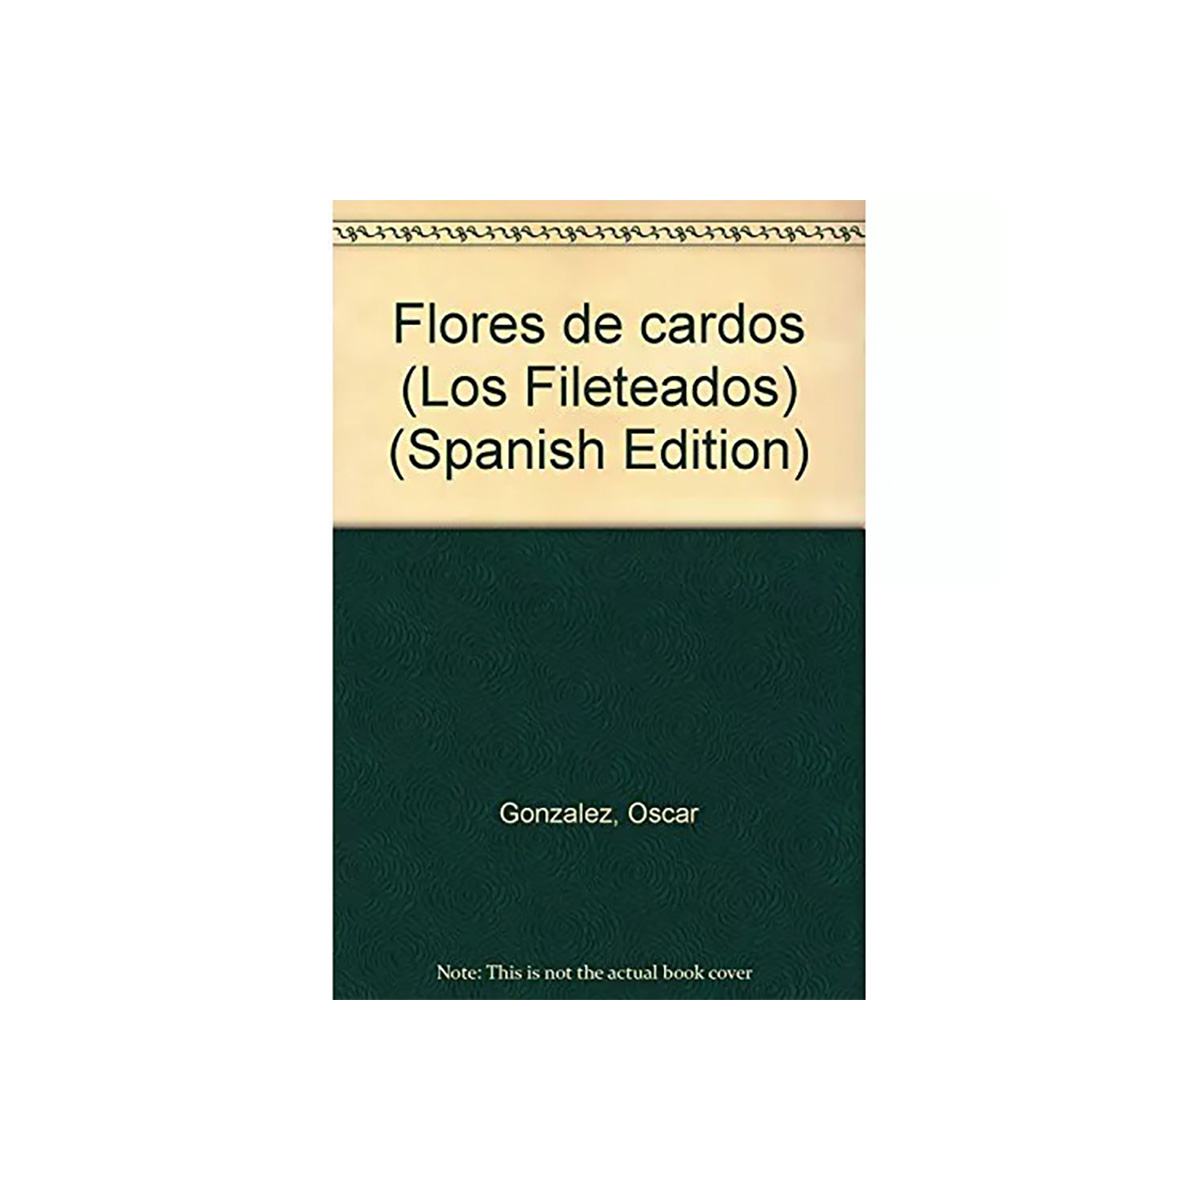 Flores de cardos
(Los Fileteados)
(Spanish Edition)
Gonzalez, Oscar
Note: This is not the actual book cover